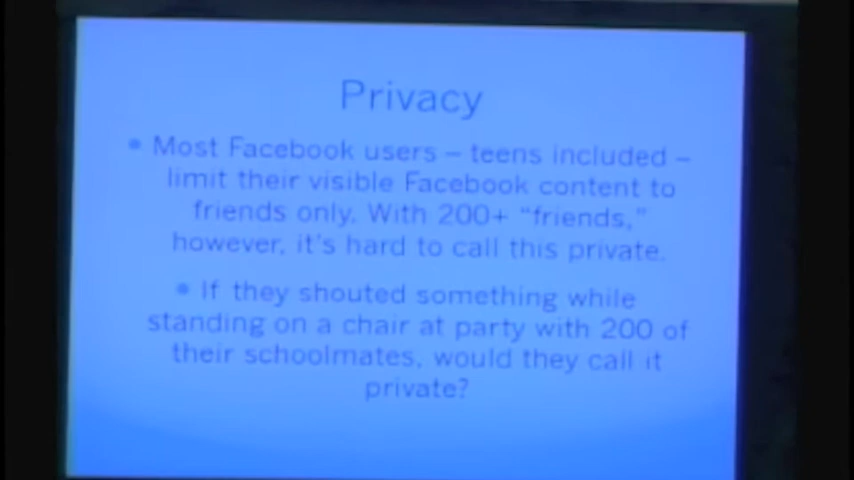 Privacy
• Most Facebook users – teens included –
limit their visible Facebook content to
friends only. With 200+ “friends,”
however, it's hard to call this private.
• If they shouted something while
standing on a chair at party with 200 of
their schoolmates, would they call it
private?